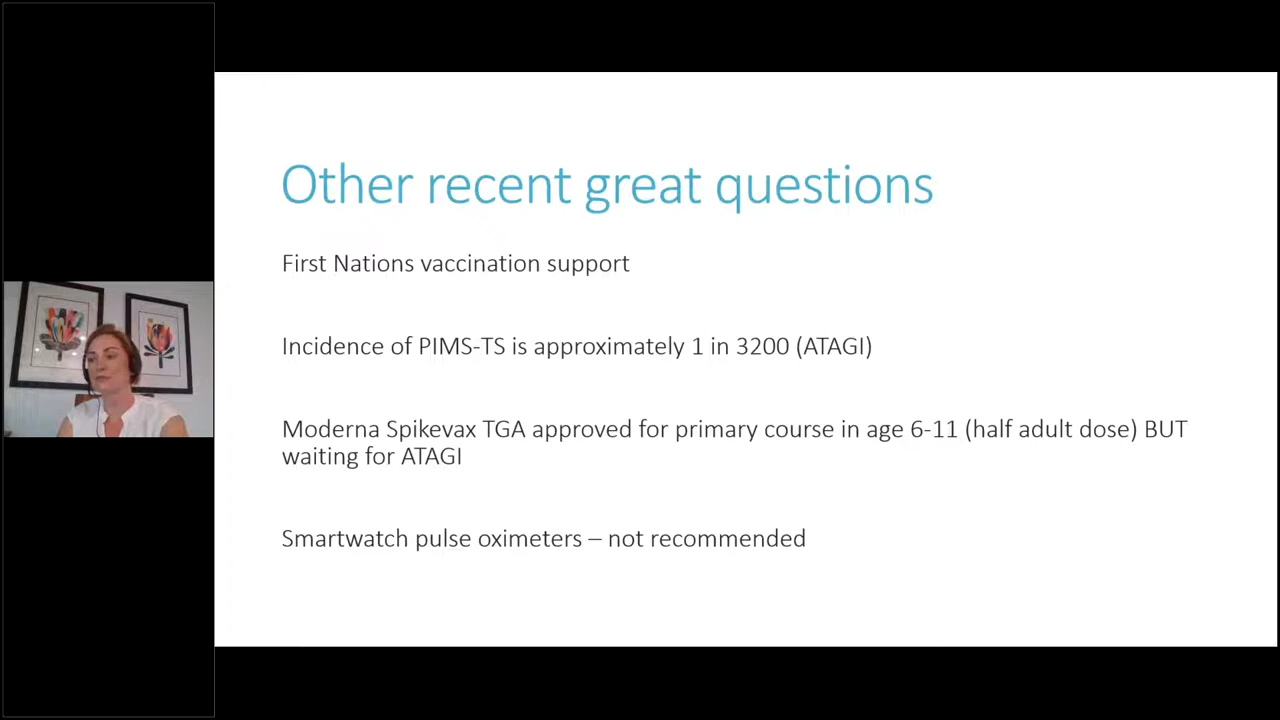 Other recent great questions
First Nations vaccination support
Incidence of PIMS-TS is approximately 1 in 3200 (ATAGI)
Moderna Spikevax TGA approved for primary course in age 6-11 (half adult dose) BUT
waiting for ATAGI
Smartwatch pulse oximeters – not recommended